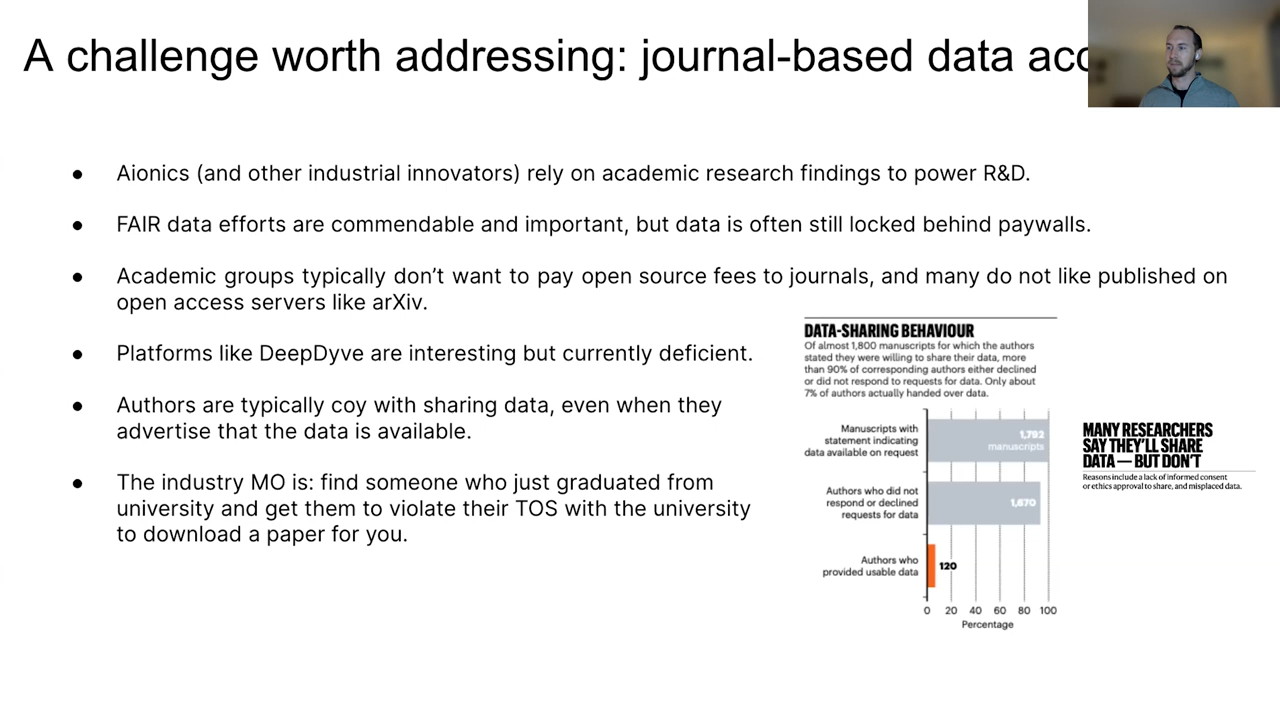 A challenge worth addressing: journal-based data acc
● Aionics (and other industrial innovators) rely on academic research findings to power R&D.
● FAIR data efforts are commendable and important, but data is often still locked behind paywalls.
● Academic groups typically don’t want to pay open source fees to journals, and many do not like published on
open access servers like arXiv.
● Platforms like DeepDyve are interesting but currently deficient.
● Authors are typically coy with sharing data, even when they
advertise that the data is available.
● The industry MO is: find someone who just graduated from
university and get them to violate their TOS with the university
to download a paper for you.
DATA-SHARING BEHAVIOUR
Of almost 1,800 manuscripts for which the authors
stated they were willing to share their data, more
than 90% of corresponding authors either declined
or did not respond to requests for data. Only about
7% of authors actually handed over data.
Manuscripts with
statement indicating
data available on request
1,792
manuscripts
Authors who did not
respond or declined
requests for data
1,670
Authors who
provided usable data
120
0 20 40 60 80 100
Percentage
MANY RESEARCHERS
SAY THEY’LL SHARE
DATA — BUT DON’T
Reasons include a lack of informed consent
or ethics approval to share, and misplaced data.